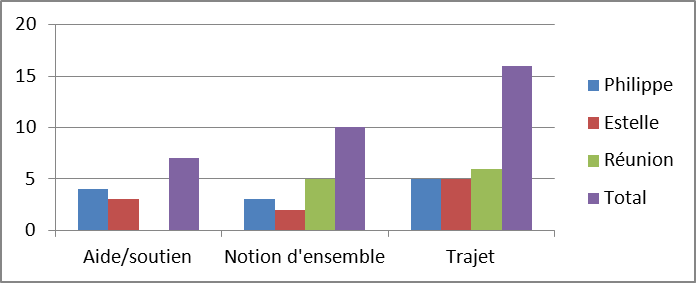 20
15
10
5
0
Aide/soutien
Notion d'ensemble
Trajet
Philippe
Estelle
Réunion
Total